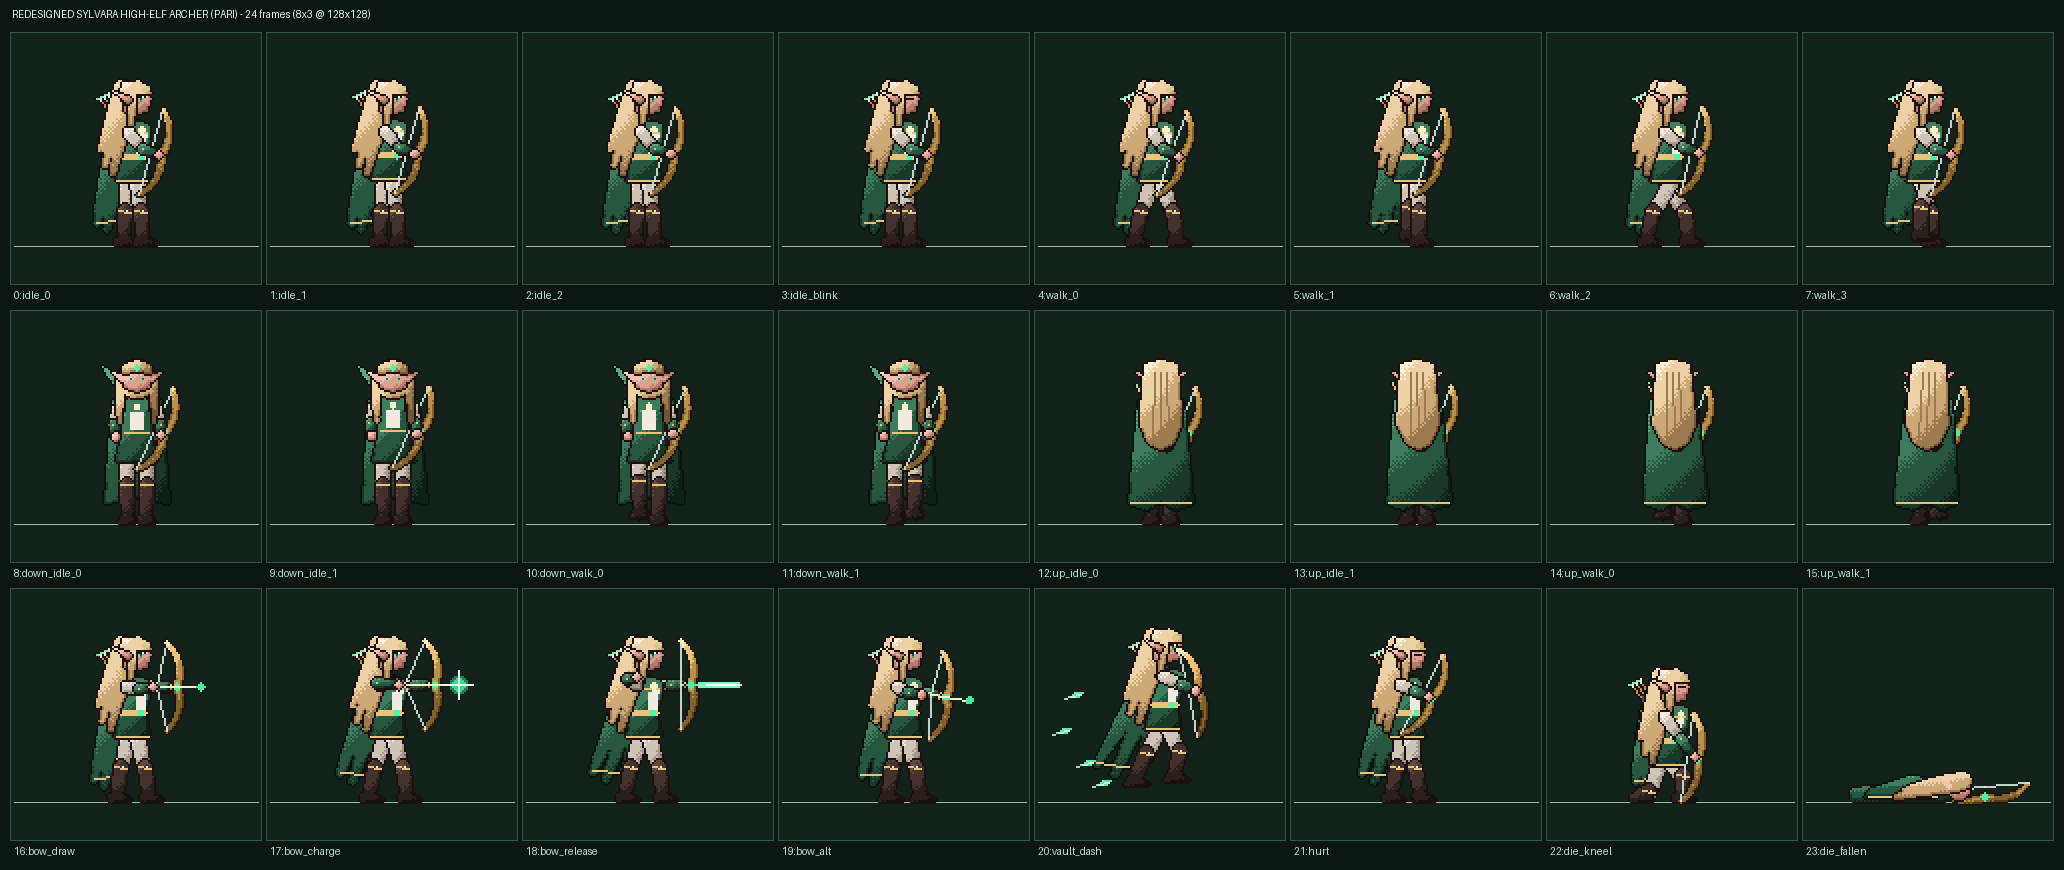 REDESIGNED SYLVARA HIGH-ELF ARCHER (PARI) - 24 frames (8x3 @ 128x128)
0:idle_0
1:idle_1
2:idle_2
3:idle_blink
4:walk_0
5:walk_1
6:walk_2
7:walk_3
8:down_idle_0
9:down_idle_1
10:down_walk_0
11:down_walk_1
12:up_idle_0
13:up_idle_1
14:up_walk_0
15:up_walk_1
16:bow_draw
17:bow_charge
18:bow_release
19:bow_alt
20:vault_dash
21:hurt
22:die_kneel
23:die_fallen